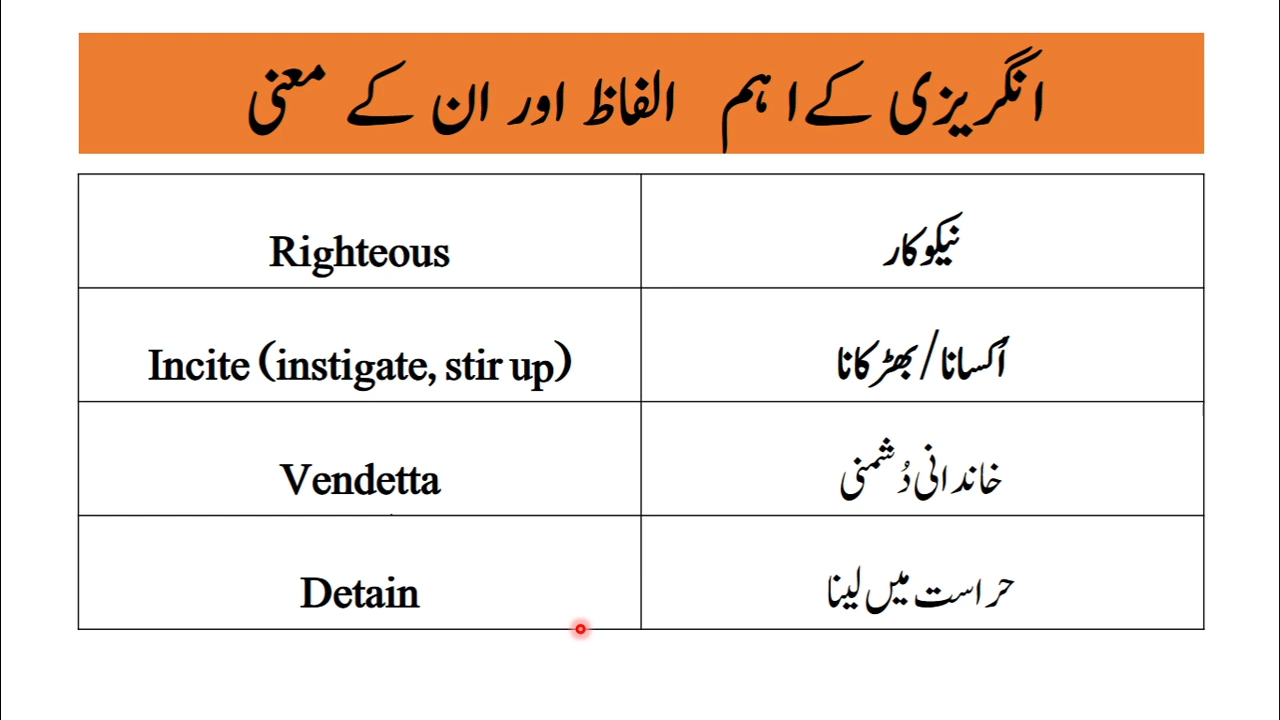 انگریزی کے اہم الفاظ اور ان کے معنی
Righteous نیکوکار
Incite (instigate, stir up) اُکسانا/بھڑکانا
Vendetta خاندانی دُشمنی
Detain حراست میں لینا